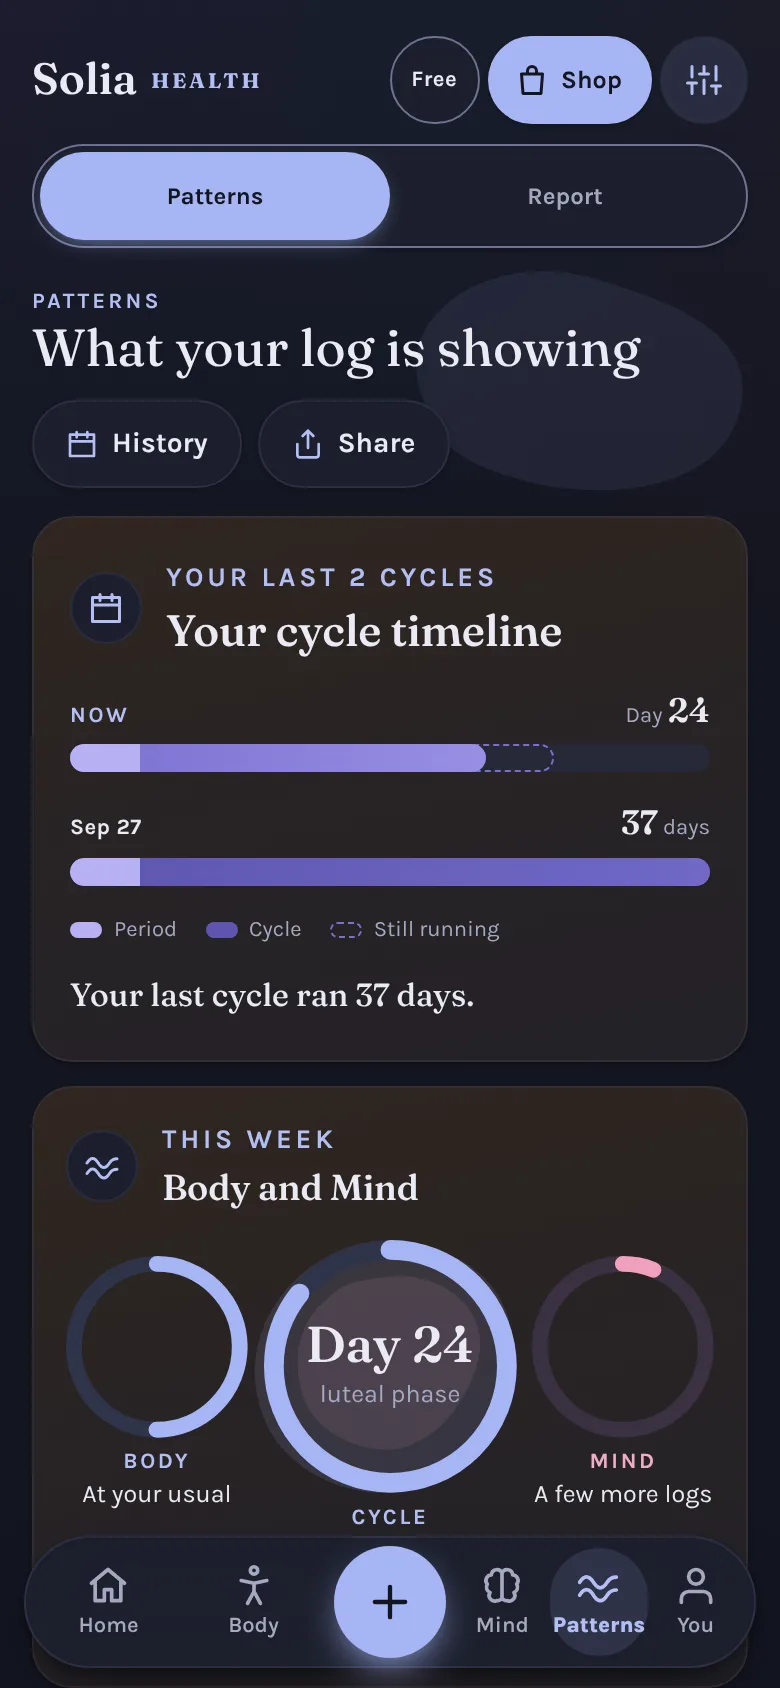 Solia HEALTH
Free
Shop
Patterns
Report
PATTERNS
What your log is showing
History
Share
YOUR LAST 2 CYCLES
Your cycle timeline
NOW
Day 24
Sep 27
37 days
Period
Cycle
Still running
Your last cycle ran 37 days.
THIS WEEK
Body and Mind
Day 24
luteal phase
BODY
At your usual
MIND
A few more logs
CYCLE
Home
Body
Mind
Patterns
You